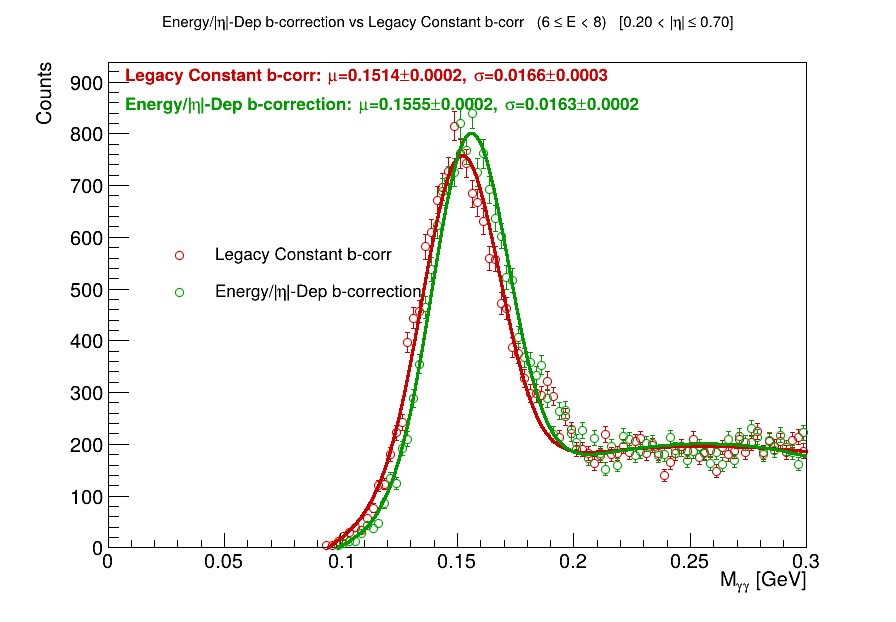 Energy/|η|-Dep b-correction vs Legacy Constant b-corr (6 ≤ E < 8) [0.20 < |η| ≤ 0.70]
Counts
Legacy Constant b-corr: μ=0.1514±0.0002, σ=0.0166±0.0003
Energy/|η|-Dep b-correction: μ=0.1555±0.0002, σ=0.0163±0.0002
900
800
700
600
500
400
300
200
100
0
Legacy Constant b-corr
Energy/|η|-Dep b-correction
0 0.05 0.1 0.15 0.2 0.25 0.3
Mγγ [GeV]